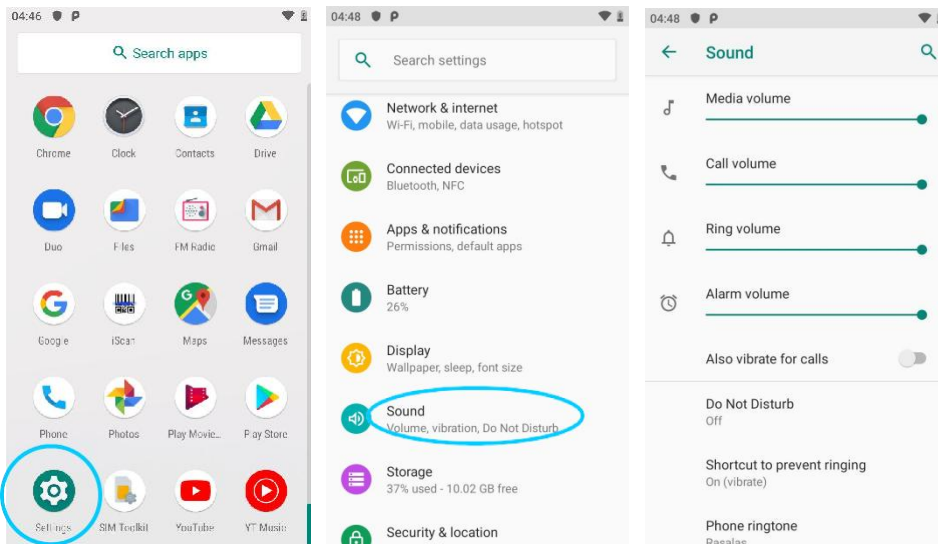 04:46
Search apps
Chrome Clock Contacts Drive
Duo Files FM Radio Gmail
Google iScan Maps Messages
Phone Photos Play Movie... Play Store
Settings SIM Toolkit YouTube YT Music
04:48
Search settings
Network & internet
Wi-Fi, mobile, data usage, hotspot
Connected devices
Bluetooth, NFC
Apps & notifications
Permissions, default apps
Battery
26%
Display
Wallpaper, sleep, font size
Sound
Volume, vibration, Do Not Disturb
Storage
37% used - 10.02 GB free
Security & location
04:48
Sound
Media volume
Call volume
Ring volume
Alarm volume
Also vibrate for calls
Do Not Disturb
Off
Shortcut to prevent ringing
On (vibrate)
Phone ringtone
Rasalas